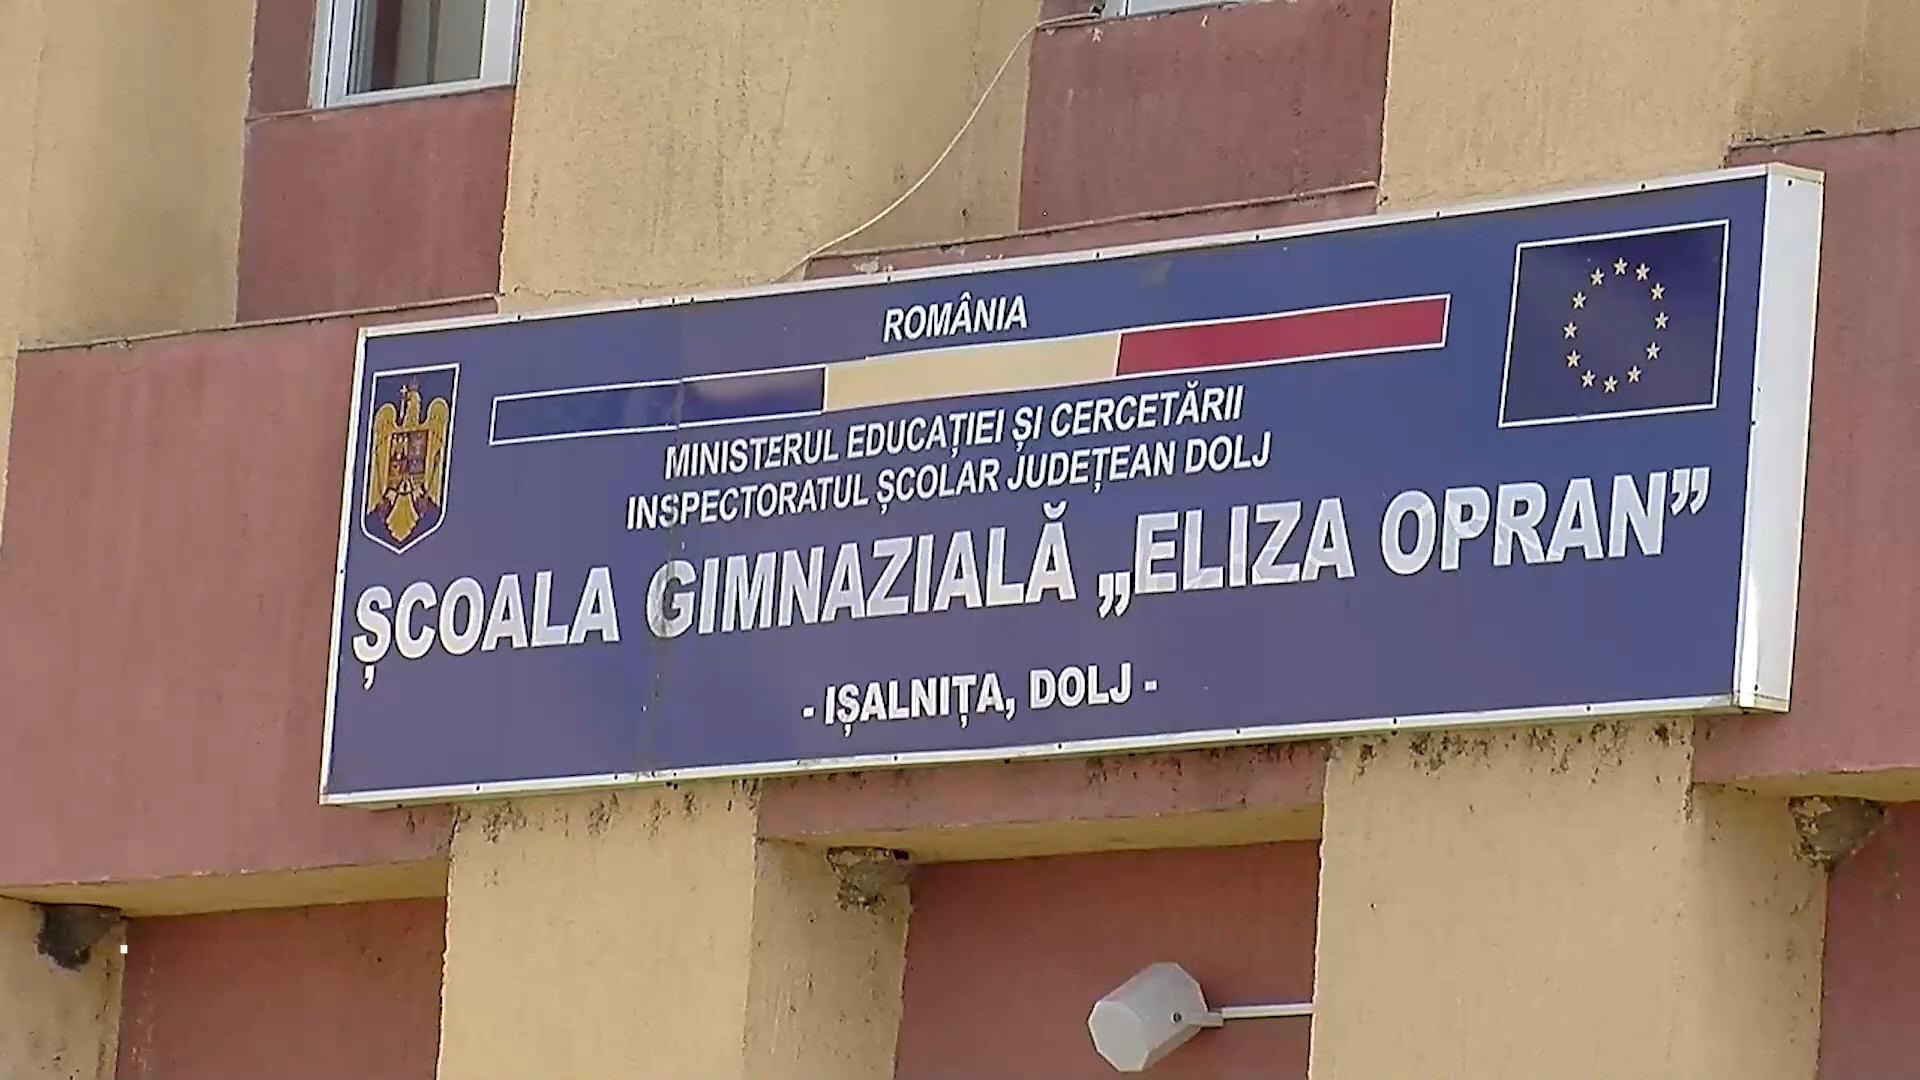 ROMÂNIA
MINISTERUL EDUCAȚIEI ȘI CERCETĂRII
INSPECTORATUL ȘCOLAR JUDEȚEAN DOLJ
ȘCOALA GIMNAZIALĂ „ELIZA OPRAN”
- IȘALNIȚA, DOLJ -